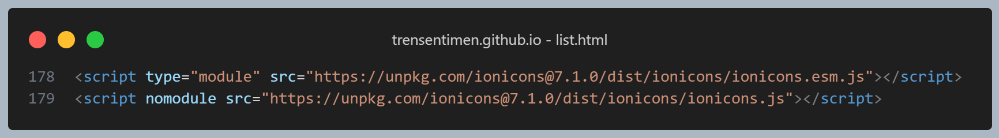 trensentimen.github.io - list.html
178 <script type="module" src="https://unpkg.com/ionicons@7.1.0/dist/ionicons/ionicons.esm.js"></script>
179 <script nomodule src="https://unpkg.com/ionicons@7.1.0/dist/ionicons/ionicons.js"></script>